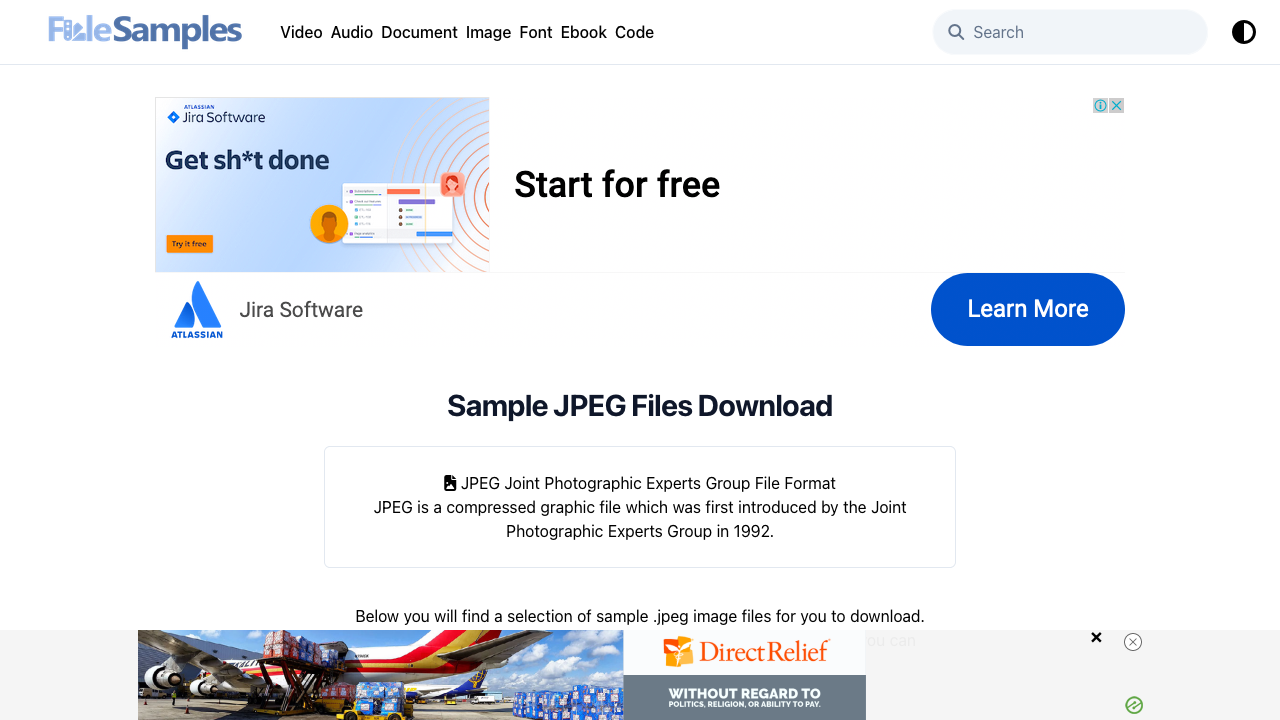 FileSamples
Video Audio Document Image Font Ebook Code
Search
ATLASSIAN
Jira Software
Get sh*t done
Try it free
Start for free
ATLASSIAN
Jira Software
Learn More
Sample JPEG Files Download
JPEG Joint Photographic Experts Group File Format
JPEG is a compressed graphic file which was first introduced by the Joint
Photographic Experts Group in 1992.
Below you will find a selection of sample .jpeg image files for you to download.
ou can
DirectRelief
WITHOUT REGARD TO
POLITICS, RELIGION, OR ABILITY TO PAY.